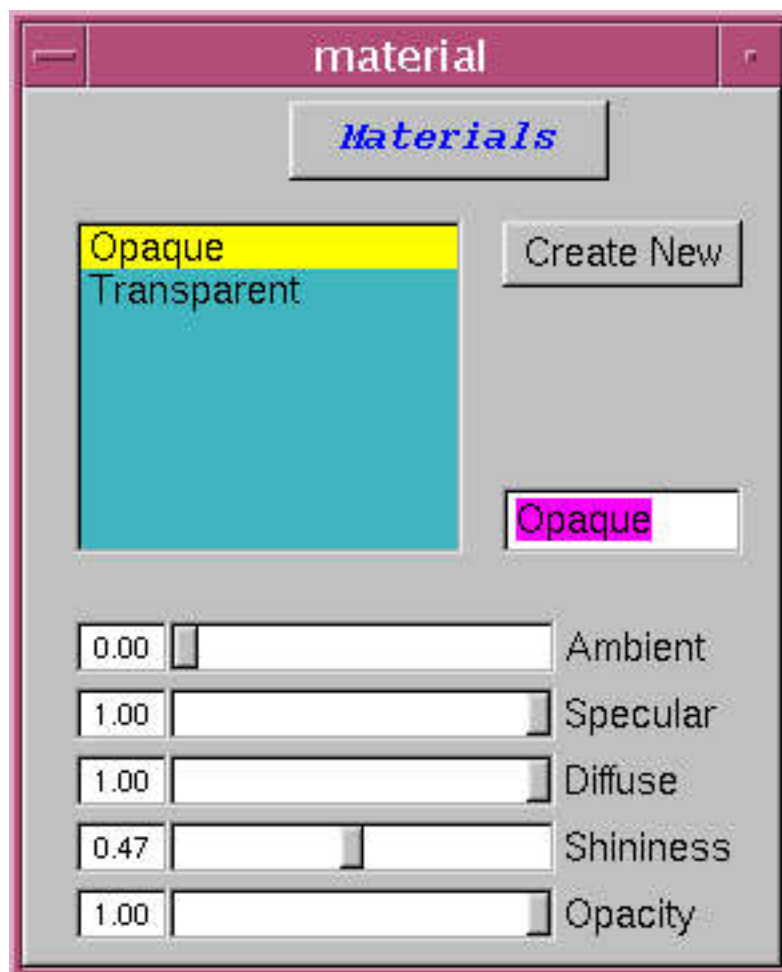 material
Materials
Opaque
Transparent
Create New
Opaque
0.00 Ambient
1.00 Specular
1.00 Diffuse
0.47 Shininess
1.00 Opacity